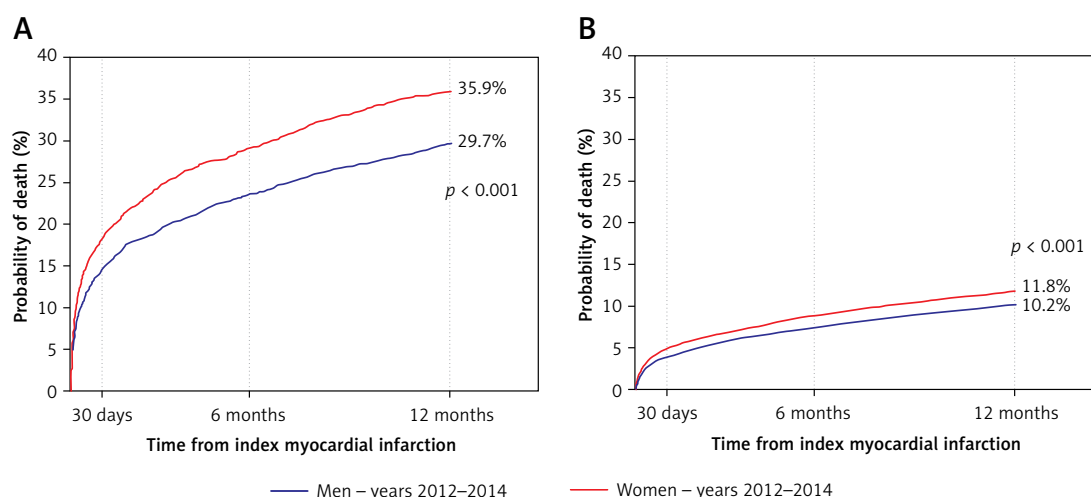 A
Probability of death (%)
40
35
30
25
20
15
10
5
0
35.9%
29.7%
p < 0.001
30 days
6 months
12 months
Time from index myocardial infarction
B
Probability of death (%)
40
35
30
25
20
15
10
5
0
p < 0.001
11.8%
10.2%
30 days
6 months
12 months
Time from index myocardial infarction
Men – years 2012–2014
Women – years 2012–2014